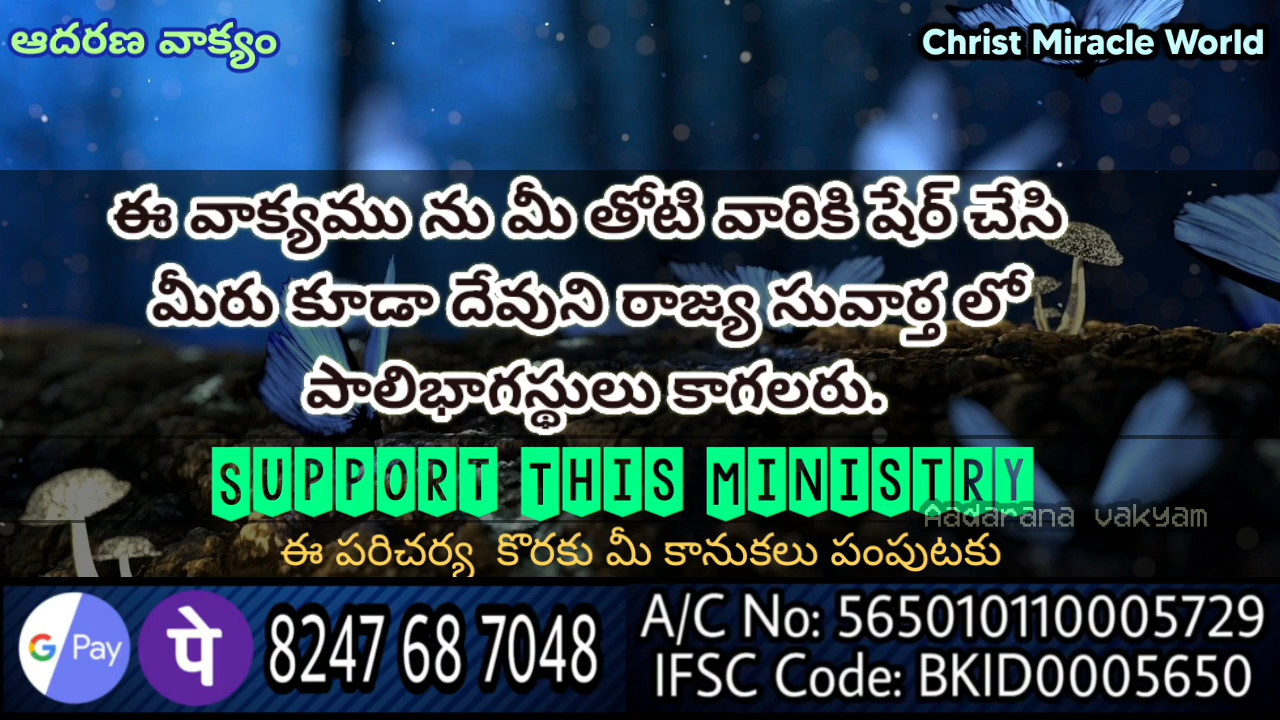 ఆదరణ వాక్యం
Christ Miracle World
ఈ వాక్యము ను మీ తోటి వారికి షేర్ చేసి
మీరు కూడా దేవుని రాజ్య సువార్త లో
పాలిభాగస్థులు కాగలరు.
SUPPORT THIS MINISTRY
Aadarana vakyam
ఈ పరిచర్య కొరకు మీ కానుకలు పంపుటకు
G Pay
पे
8247 68 7048
A/C No: 565010110005729
IFSC Code: BKID0005650